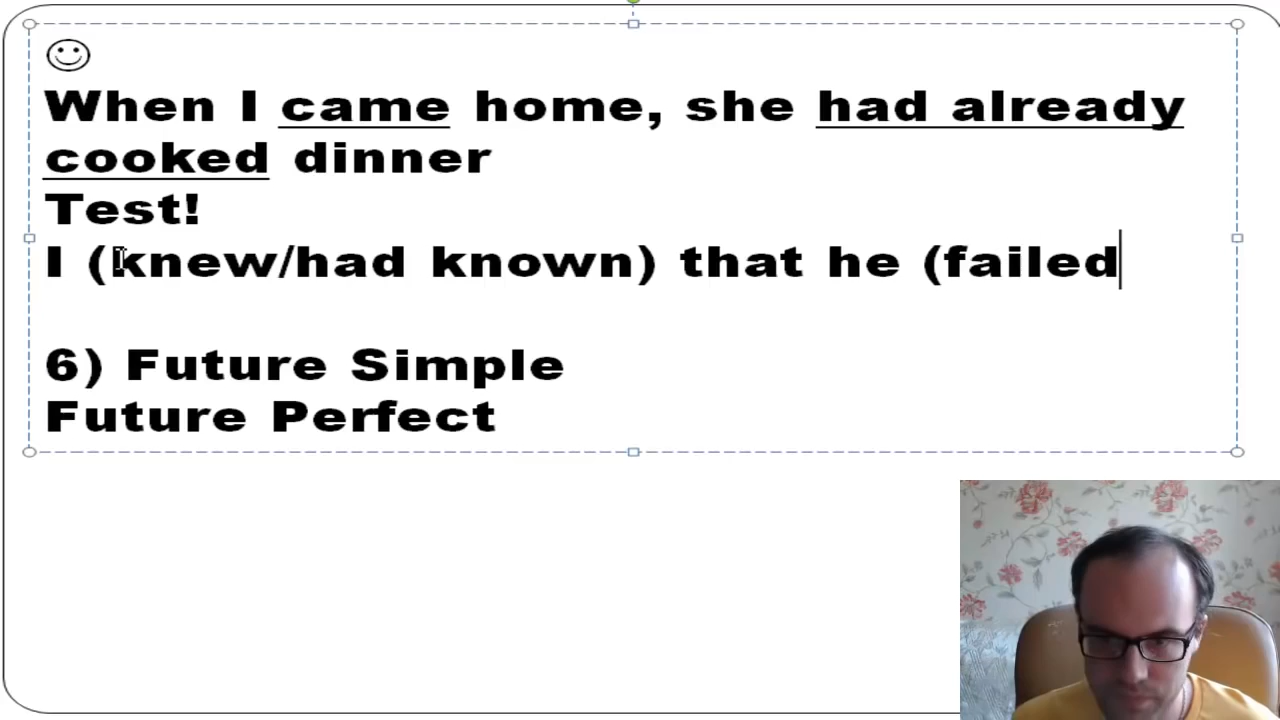 When I came home, she had already
cooked dinner
Test!
I (knew/had known) that he (failed
6) Future Simple
Future Perfect